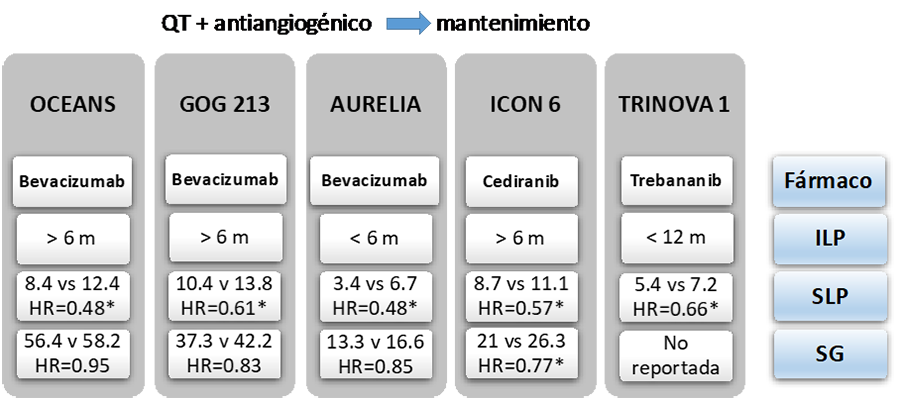 QT + antiangiogénico mantenimiento
OCEANS GOG 213 AURELIA ICON 6 TRINOVA 1
Bevacizumab Bevacizumab Bevacizumab Cediranib Trebananib Fármaco
> 6 m > 6 m < 6 m > 6 m < 12 m ILP
8.4 vs 12.4 10.4 v 13.8 3.4 vs 6.7 8.7 vs 11.1 5.4 vs 7.2 SLP
HR=0.48* HR=0.61* HR=0.48* HR=0.57* HR=0.66*
56.4 v 58.2 37.3 v 42.2 13.3 v 16.6 21 vs 26.3 No SG
HR=0.95 HR=0.83 HR=0.85 HR=0.77* reportada